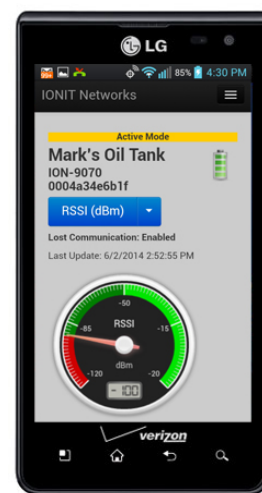 LG
99+
85%
4:30 PM
IONIT Networks
Active Mode
Mark's Oil Tank
ION-9070
0004a34e6b1f
RSSI (dBm)
Lost Communication: Enabled
Last Update: 6/2/2014 2:52:55 PM
-50
RSSI
-85
-15
dBm
-120
-20
-100
verizon